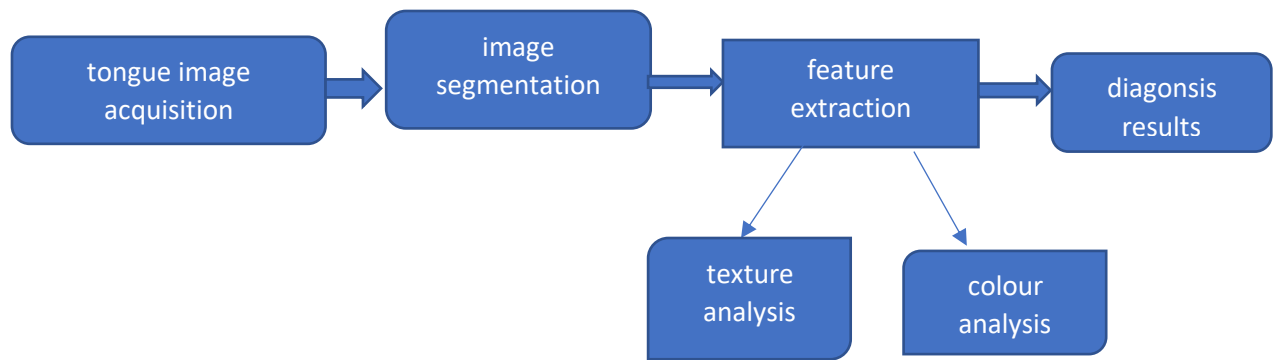 tongue image
acquisition
image
segmentation
feature
extraction
diagonsis
results
texture
analysis
colour
analysis